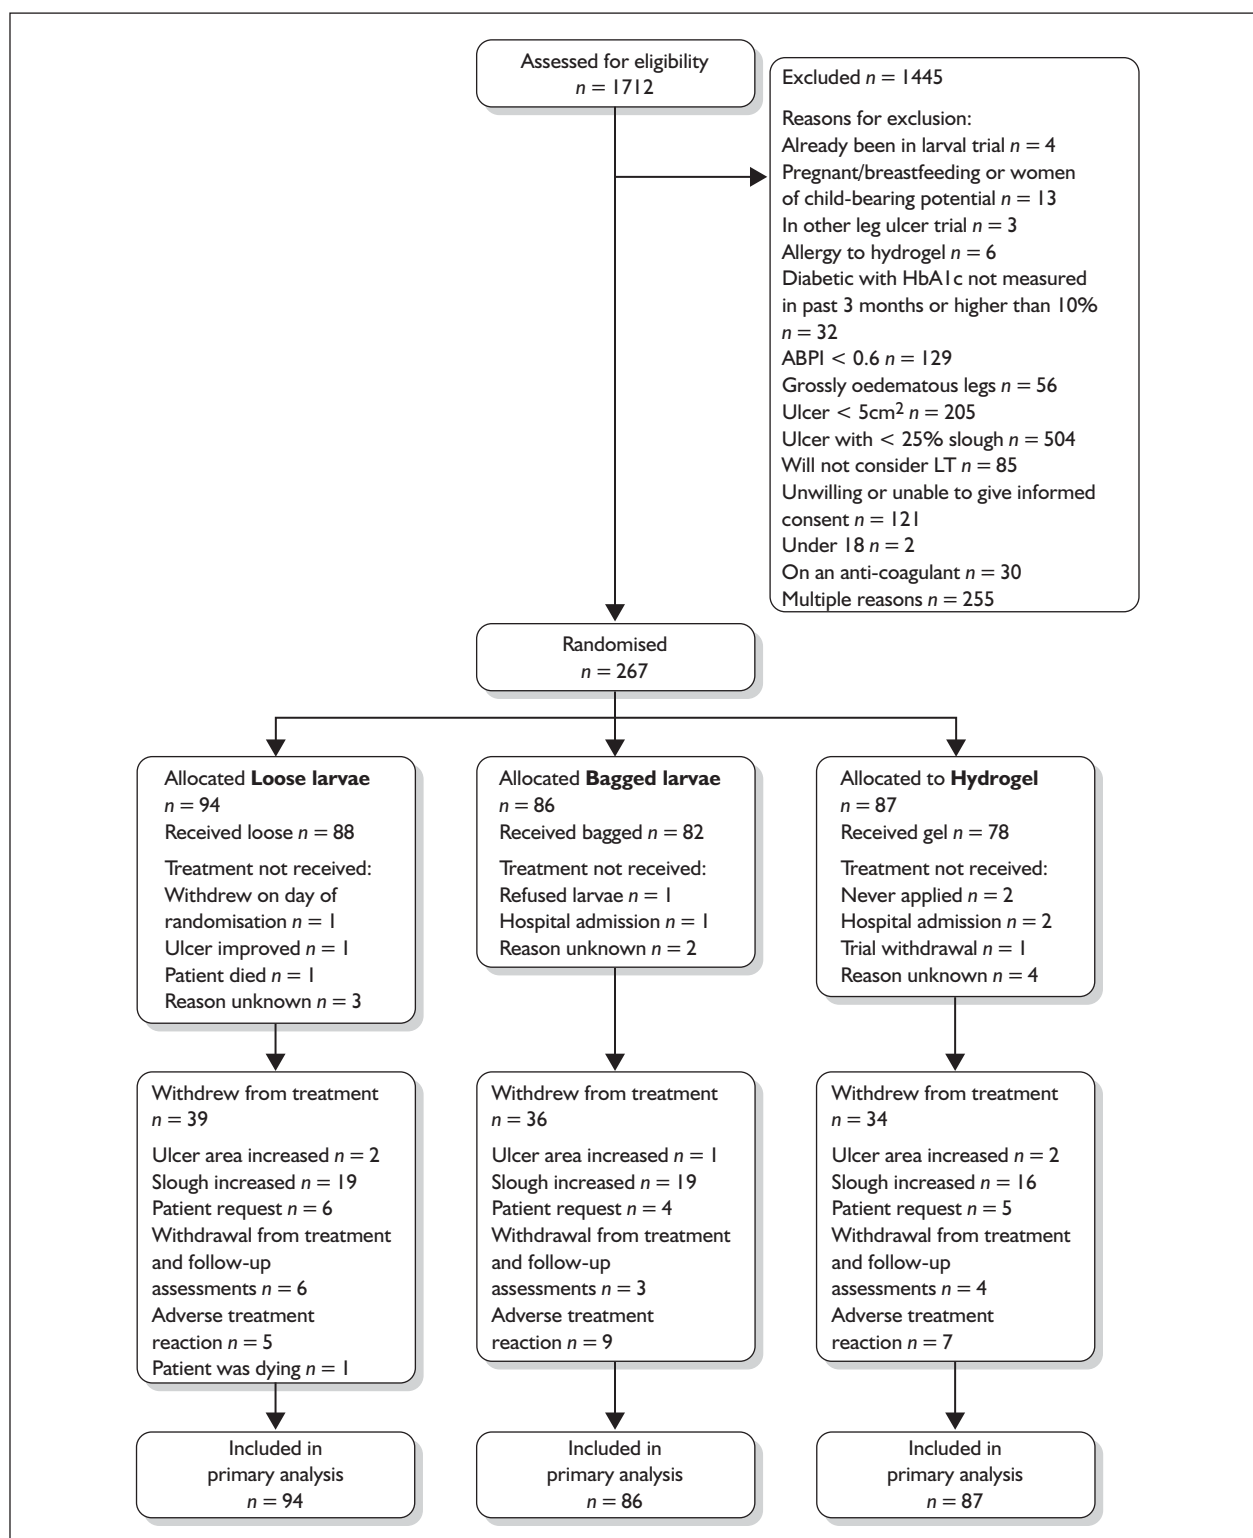 Assessed for eligibility
n = 1712
Excluded n = 1445
Reasons for exclusion:
Already been in larval trial n = 4
Pregnant/breastfeeding or women
of child-bearing potential n = 13
In other leg ulcer trial n = 3
Allergy to hydrogel n = 6
Diabetic with HbA1c not measured
in past 3 months or higher than 10%
n = 32
ABPI < 0.6 n = 129
Grossly oedematous legs n = 56
Ulcer < 5cm² n = 205
Ulcer with < 25% slough n = 504
Will not consider LT n = 85
Unwilling or unable to give informed
consent n = 121
Under 18 n = 2
On an anti-coagulant n = 30
Multiple reasons n = 255
Randomised
n = 267
Allocated Loose larvae
n = 94
Received loose n = 88
Treatment not received:
Withdrew on day of
randomisation n = 1
Ulcer improved n = 1
Patient died n = 1
Reason unknown n = 3
Allocated Bagged larvae
n = 86
Received bagged n = 82
Treatment not received:
Refused larvae n = 1
Hospital admission n = 1
Reason unknown n = 2
Allocated to Hydrogel
n = 87
Received gel n = 78
Treatment not received:
Never applied n = 2
Hospital admission n = 2
Trial withdrawal n = 1
Reason unknown n = 4
Withdrew from treatment
n = 39
Ulcer area increased n = 2
Slough increased n = 19
Patient request n = 6
Withdrawal from treatment
and follow-up
assessments n = 6
Adverse treatment
reaction n = 5
Patient was dying n = 1
Withdrew from treatment
n = 36
Ulcer area increased n = 1
Slough increased n = 19
Patient request n = 4
Withdrawal from treatment
and follow-up
assessments n = 3
Adverse treatment
reaction n = 9
Withdrew from treatment
n = 34
Ulcer area increased n = 2
Slough increased n = 16
Patient request n = 5
Withdrawal from treatment
and follow-up
assessments n = 4
Adverse treatment
reaction n = 7
Included in
primary analysis
n = 94
Included in
primary analysis
n = 86
Included in
primary analysis
n = 87